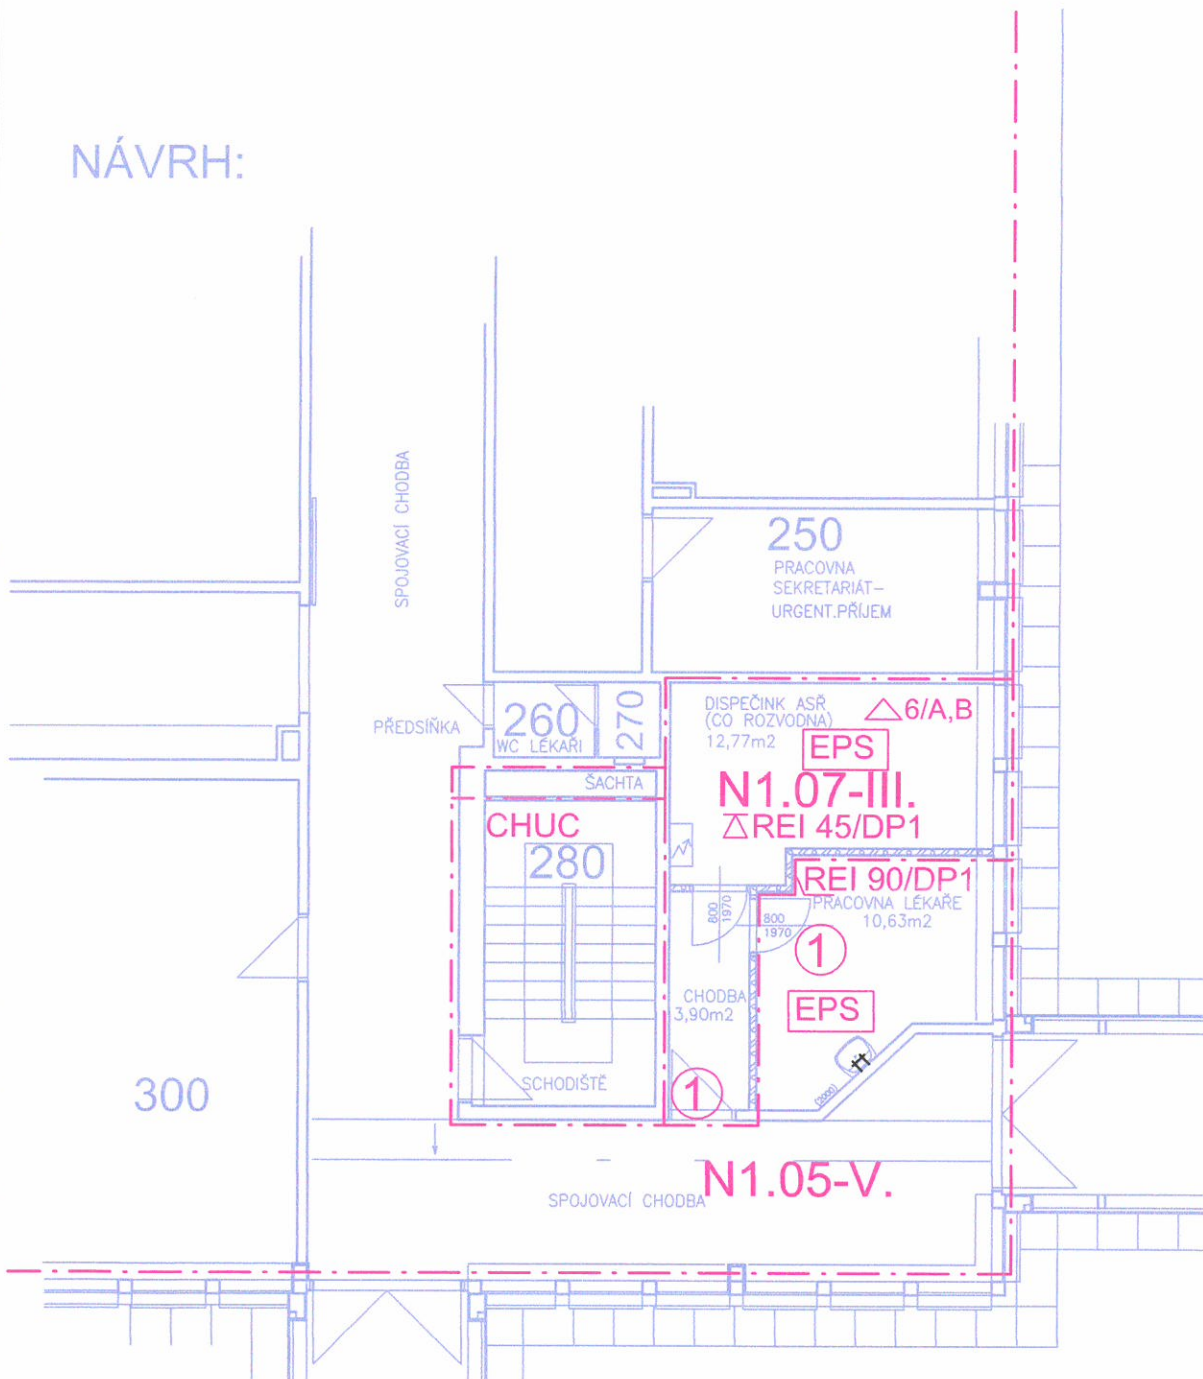 NÁVRH:
SPOJOVACÍ CHODBA
250
PRACOVNA
SEKRETARIÁT-
URGENT.PŘÍJEM
PŘEDSÍŇKA
260
WC LÉKAŘI
270
DISPEČINK ASŘ
(CO ROZVODNA)
12,77m2
6/A,B
EPS
ŠACHTA
N1.07-III.
REI 45/DP1
CHUC
280
REI 90/DP1
PRACOVNA LÉKAŘE
10,63m2
800
1970
800
1970
1
CHODBA
3,90m2
EPS
SCHODIŠTĚ
1
(2000)
300
N1.05-V.
SPOJOVACÍ CHODBA